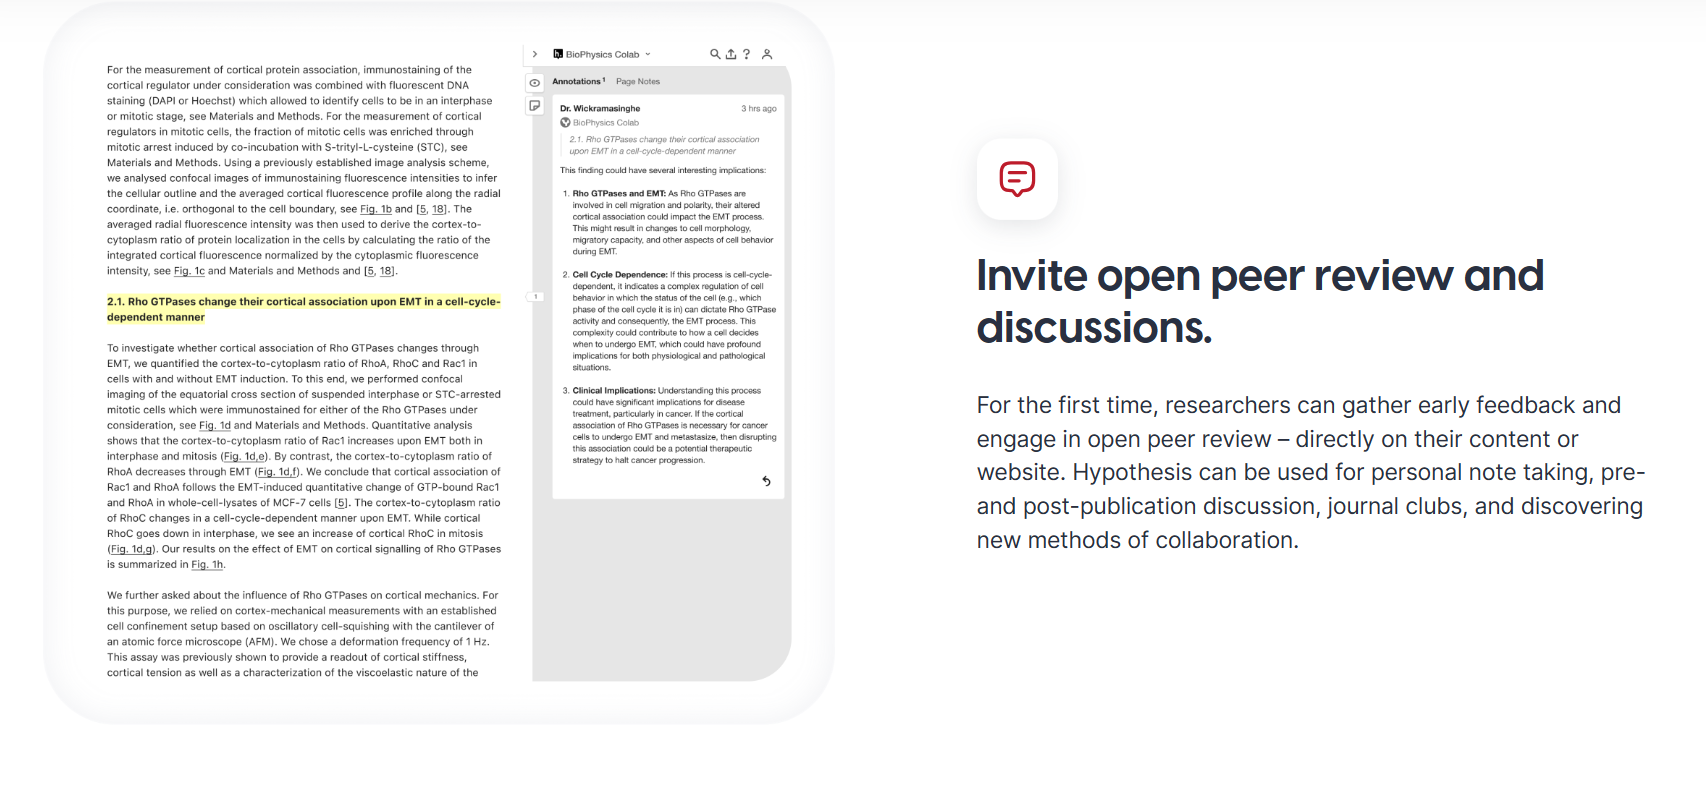 For the measurement of cortical protein association, immunostaining of the
cortical regulator under consideration was combined with fluorescent DNA
staining (DAPI or Hoechst) which allowed to identify cells to be in an interphase
or mitotic stage, see Materials and Methods. For the measurement of cortical
regulators in mitotic cells, the fraction of mitotic cells was enriched through
mitotic arrest induced by co-incubation with S-trityl-L-cysteine (STC), see
Materials and Methods. Using a previously established image analysis scheme,
we analysed confocal images of immunostaining fluorescence intensities to infer
the cellular outline and the averaged cortical fluorescence profile along the radial
coordinate, i.e. orthogonal to the cell boundary, see Fig. 1b and [5, 18]. The
averaged radial fluorescence intensity was then used to derive the cortex-to-
cytoplasm ratio of protein localization in the cells by calculating the ratio of the
integrated cortical fluorescence normalized by the cytoplasmic fluorescence
intensity, see Fig. 1c and Materials and Methods and [5, 18].
2.1. Rho GTPases change their cortical association upon EMT in a cell-cycle-
dependent manner
To investigate whether cortical association of Rho GTPases changes through
EMT, we quantified the cortex-to-cytoplasm ratio of RhoA, RhoC and Rac1 in
cells with and without EMT induction. To this end, we performed confocal
imaging of the equatorial cross section of suspended interphase or STC-arrested
mitotic cells which were immunostained for either of the Rho GTPases under
consideration, see Fig. 1d and Materials and Methods. Quantitative analysis
shows that the cortex-to-cytoplasm ratio of Rac1 increases upon EMT both in
interphase and mitosis (Fig. 1d,e). By contrast, the cortex-to-cytoplasm ratio of
RhoA decreases through EMT (Fig. 1d,f). We conclude that cortical association of
Rac1 and RhoA follows the EMT-induced quantitative change of GTP-bound Rac1
and RhoA in whole-cell-lysates of MCF-7 cells [5]. The cortex-to-cytoplasm ratio
of RhoC changes in a cell-cycle-dependent manner upon EMT. While cortical
RhoC goes down in interphase, we see an increase of cortical RhoC in mitosis
(Fig. 1d,g). Our results on the effect of EMT on cortical signalling of Rho GTPases
is summarized in Fig. 1h.
We further asked about the influence of Rho GTPases on cortical mechanics. For
this purpose, we relied on cortex-mechanical measurements with an established
cell confinement setup based on oscillatory cell-squishing with the cantilever of
an atomic force microscope (AFM). We chose a deformation frequency of 1 Hz.
This assay was previously shown to provide a readout of cortical stiffness,
cortical tension as well as a characterization of the viscoelastic nature of the
h. BioPhysics Colab
Annotations 1 Page Notes
Dr. Wickramasinghe 3 hrs ago
BioPhysics Colab
2.1. Rho GTPases change their cortical association
upon EMT in a cell-cycle-dependent manner
This finding could have several interesting implications:
1. Rho GTPases and EMT: As Rho GTPases are
involved in cell migration and polarity, their altered
cortical association could impact the EMT process.
This might result in changes to cell morphology,
migratory capacity, and other aspects of cell behavior
during EMT.
2. Cell Cycle Dependence: If this process is cell-cycle-
dependent, it indicates a complex regulation of cell
behavior in which the status of the cell (e.g., which
phase of the cell cycle it is in) can dictate Rho GTPase
activity and consequently, the EMT process. This
complexity could contribute to how a cell decides
when to undergo EMT, which could have profound
implications for both physiological and pathological
situations.
3. Clinical Implications: Understanding this process
could have significant implications for disease
treatment, particularly in cancer. If the cortical
association of Rho GTPases is necessary for cancer
cells to undergo EMT and metastasize, then disrupting
this association could be a potential therapeutic
strategy to halt cancer progression.
1
Invite open peer review and
discussions.
For the first time, researchers can gather early feedback and
engage in open peer review – directly on their content or
website. Hypothesis can be used for personal note taking, pre-
and post-publication discussion, journal clubs, and discovering
new methods of collaboration.